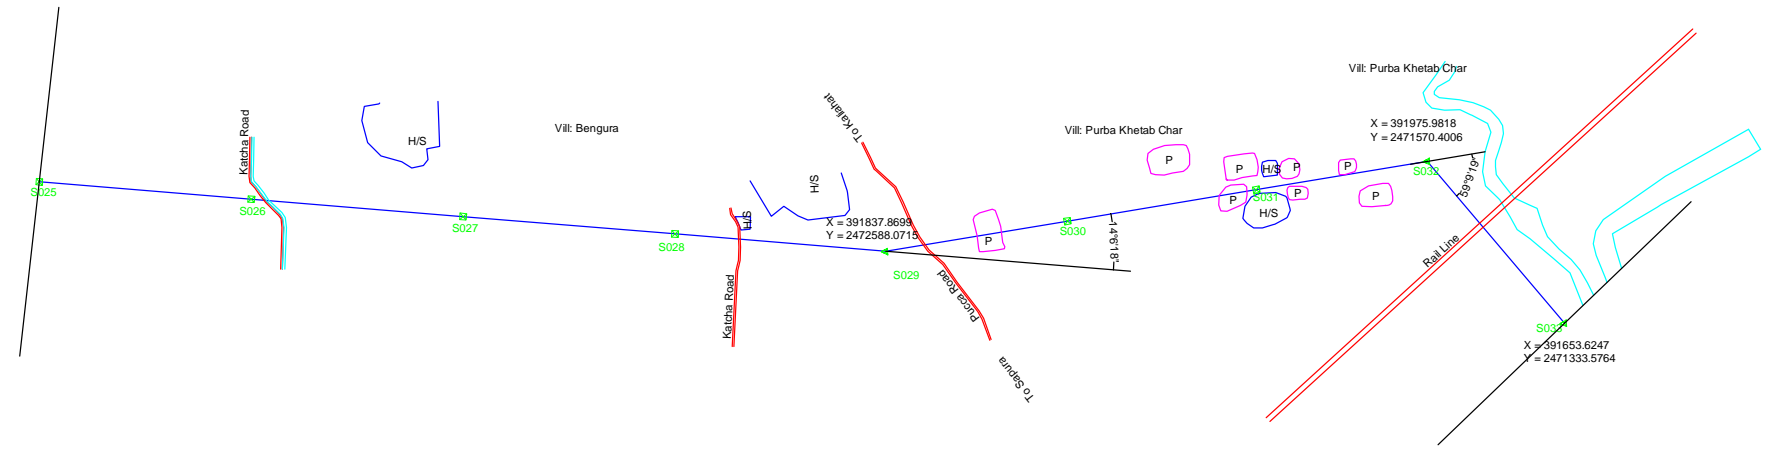 S025
Katcha Road
S026
H/S
S027
Vill: Bengura
S028
H/S
Katcha Road
H/S
To Kaliahat
X = 391837.8699
Y = 2472588.0715
S029
Pucca Road
To Sapura
P
Vill: Purba Khetab Char
S030
14°6'18"
P
P
H/S
P
P
S031
P
H/S
P
P
Vill: Purba Khetab Char
X = 391975.9818
Y = 2471570.4006
S032
59°9'19"
Rail Line
S033
X = 391653.6247
Y = 2471333.5764